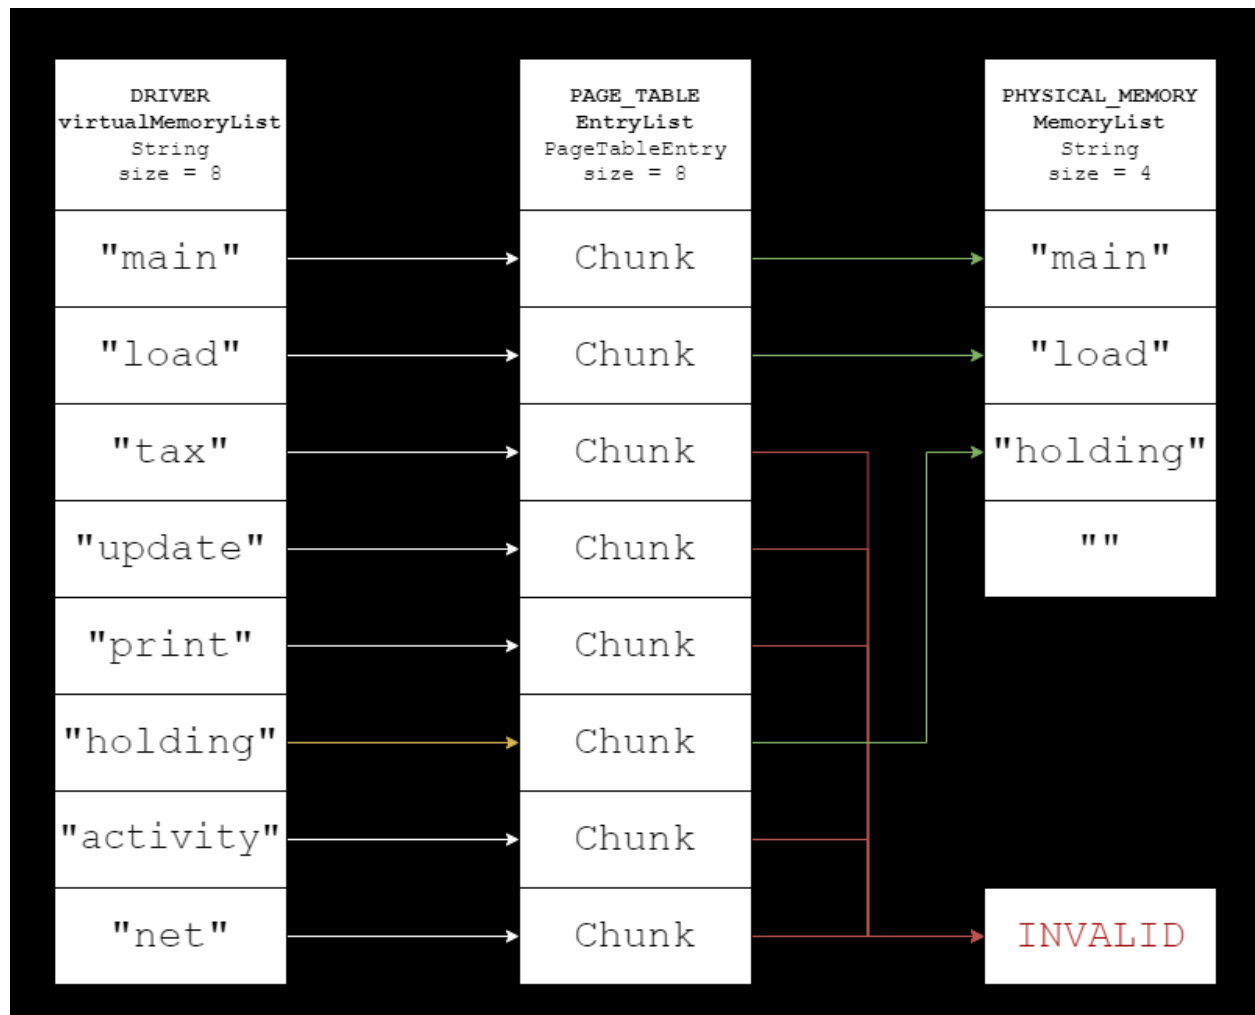 DRIVER
virtualMemoryList
String
size = 8
"main"
"load"
"tax"
"update"
"print"
"holding"
"activity"
"net"
PAGE_TABLE
EntryList
PageTableEntry
size = 8
Chunk
Chunk
Chunk
Chunk
Chunk
Chunk
Chunk
Chunk
PHYSICAL_MEMORY
MemoryList
String
size = 4
"main"
"load"
"holding"
""
INVALID